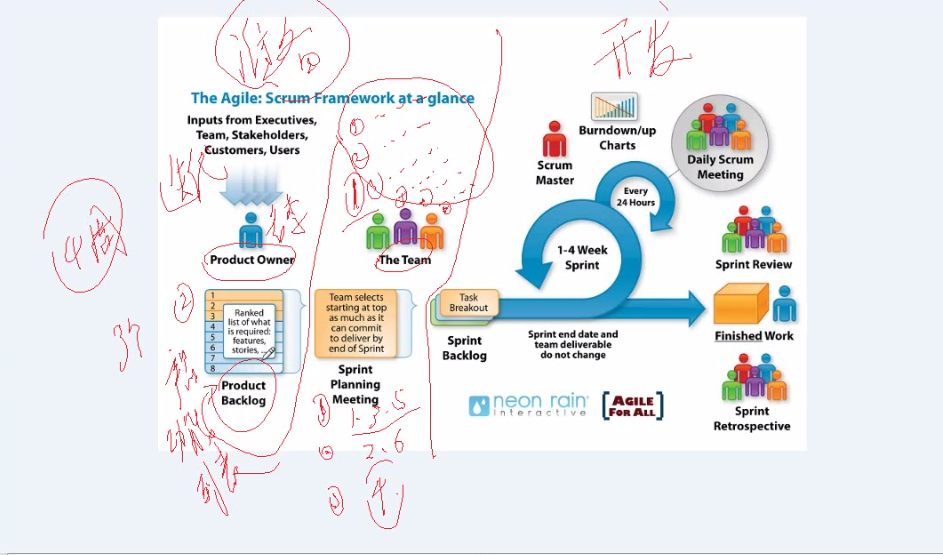 开发
The Agile: Scrum Framework at a glance
Inputs from Executives,
Team, Stakeholders,
Customers, Users
Product Owner
The Team
Scrum
Master
Burndown/up
Charts
Daily Scrum
Meeting
Every
24 Hours
1-4 Week
Sprint
Sprint Review
4周
②
1
2
3
4
5
6
7
8
Ranked
list of what
is required:
features,
stories, ...
Product
Backlog
Team selects
starting at top
as much as it
can commit
to deliver by
end of Sprint
Sprint
Planning
Meeting
Task
Breakout
Sprint
Backlog
Sprint end date and
team deliverable
do not change
Finished Work
neon rain
interactive
AGILE
FOR ALL
Sprint
Retrospective
1.3.5
2.6